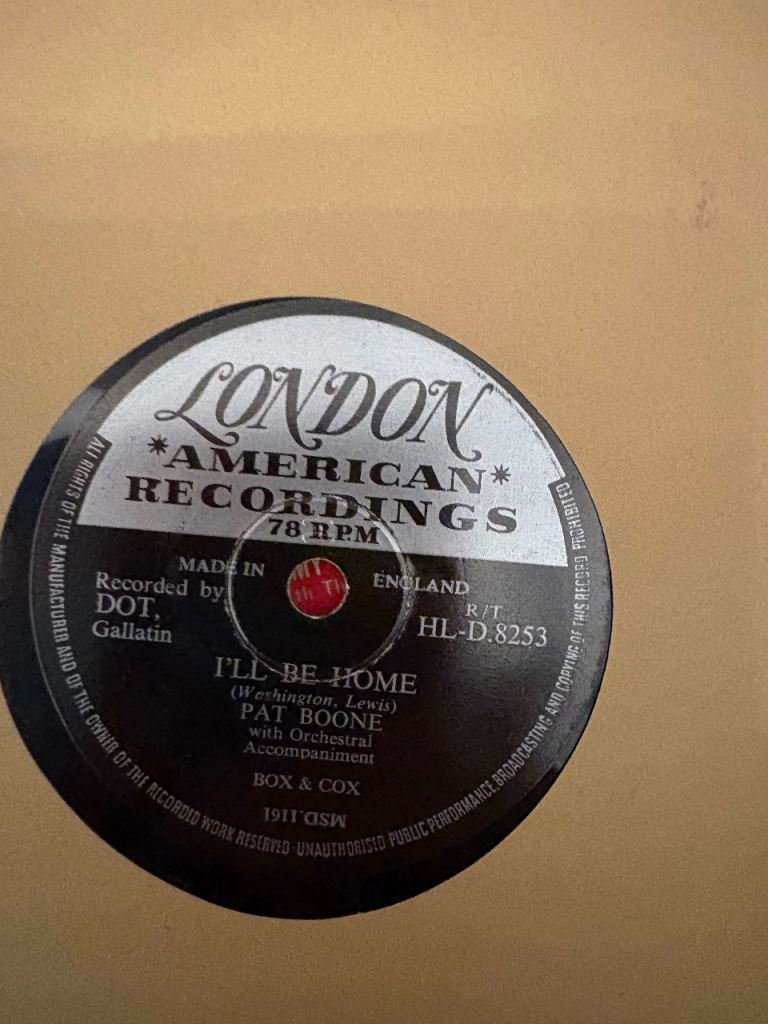 LONDON
*AMERICAN*
RECORDINGS
78 RPM
MADE IN ENGLAND
Recorded by
DOT,
Gallatin
R/T
HL-D.8253
I'LL BE HOME
(Washington, Lewis)
PAT BOONE
with Orchestral
Accompaniment
BOX & COX
MSD.1161
ALL RIGHTS OF THE MANUFACTURER AND OF THE OWNER OF THE RECORDED WORK RESERVED·UNAUTHORISED PUBLIC PERFORMANCE, BROADCASTING AND COPYING OF THIS RECORD PROHIBITED